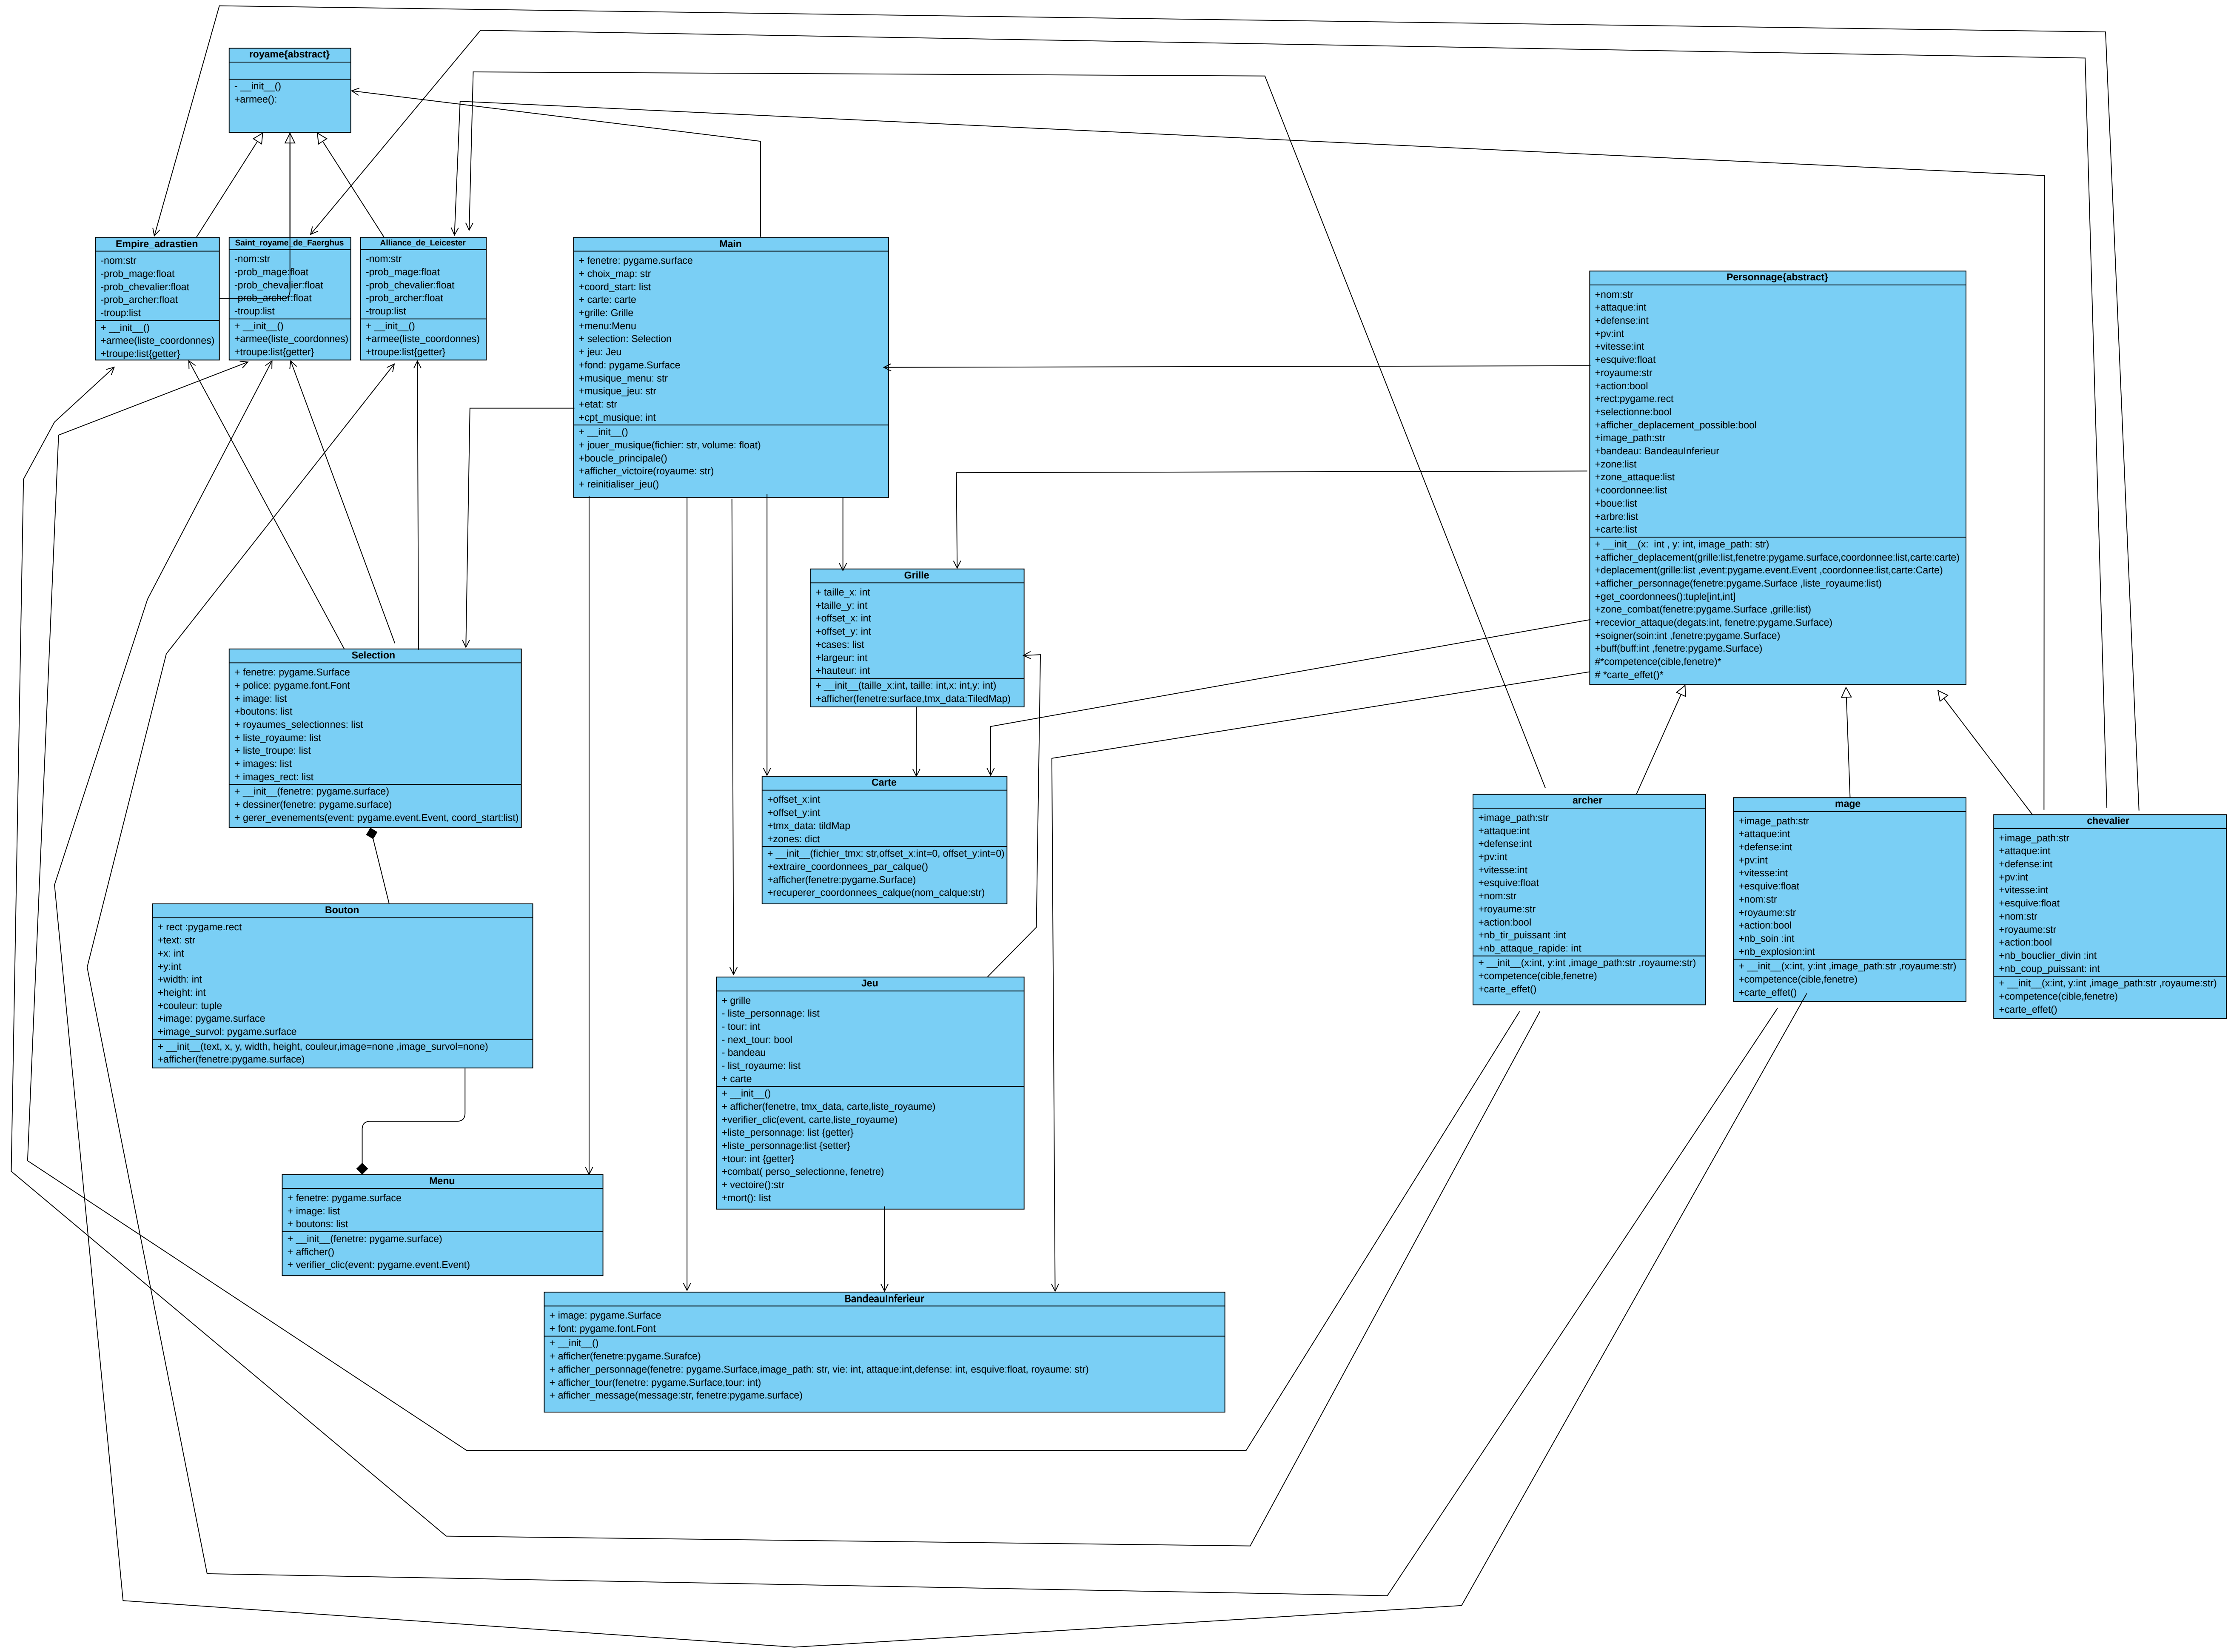 royame{abstract}
- __init__()
+armee():
Empire_adrastien
-nom:str
-prob_mage:float
-prob_chevalier:float
-prob_archer:float
-troup:list
+ __init__()
+armee(liste_coordonnes)
+troupe:list{getter}
Saint_royame_de_Faerghus
-nom:str
-prob_mage:float
-prob_chevalier:float
-prob_archer:float
-troup:list
+ __init__()
+armee(liste_coordonnes)
+troupe:list{getter}
Alliance_de_Leicester
-nom:str
-prob_mage:float
-prob_chevalier:float
-prob_archer:float
-troup:list
+ __init__()
+armee(liste_coordonnes)
+troupe:list{getter}
Main
+ fenetre: pygame.surface
+ choix_map: str
+coord_start: list
+ carte: carte
+grille: Grille
+menu:Menu
+ selection: Selection
+ jeu: Jeu
+fond: pygame.Surface
+musique_menu: str
+musique_jeu: str
+etat: str
+cpt_musique: int
+ __init__()
+ jouer_musique(fichier: str, volume: float)
+boucle_principale()
+afficher_victoire(royaume: str)
+ reinitialiser_jeu()
Personnage{abstract}
+nom:str
+attaque:int
+defense:int
+pv:int
+vitesse:int
+esquive:float
+royaume:str
+action:bool
+rect:pygame.rect
+selectionne:bool
+afficher_deplacement_possible:bool
+image_path:str
+bandeau: BandeauInferieur
+zone:list
+zone_attaque:list
+coordonnee:list
+boue:list
+arbre:list
+carte:list
+ __init__(x:  int , y: int, image_path: str)
+afficher_deplacement(grille:list,fenetre:pygame.surface,coordonnee:list,carte:carte)
+deplacement(grille:list ,event:pygame.event.Event ,coordonnee:list,carte:Carte)
+afficher_personnage(fenetre:pygame.Surface ,liste_royaume:list)
+get_coordonnees():tuple[int,int]
+zone_combat(fenetre:pygame.Surface ,grille:list)
+recevior_attaque(degats:int, fenetre:pygame.Surface)
+soigner(soin:int ,fenetre:pygame.Surface)
+buff(buff:int ,fenetre:pygame.Surface)
#*competence(cible,fenetre)*
# *carte_effet()*
Grille
+ taille_x: int
+taille_y: int
+offset_x: int
+offset_y: int
+cases: list
+largeur: int
+hauteur: int
+ __init__(taille_x:int, taille: int,x: int,y: int)
+afficher(fenetre:surface,tmx_data:TiledMap)
Selection
+ fenetre: pygame.Surface
+ police: pygame.font.Font
+ image: list
+boutons: list
+ royaumes_selectionnes: list
+ liste_royaume: list
+ liste_troupe: list
+ images: list
+ images_rect: list
+ __init__(fenetre: pygame.surface)
+ dessiner(fenetre: pygame.surface)
+ gerer_evenements(event: pygame.event.Event, coord_start:list)
Carte
+offset_x:int
+offset_y:int
+tmx_data: tildMap
+zones: dict
+ __init__(fichier_tmx: str,offset_x:int=0, offset_y:int=0)
+extraire_coordonnees_par_calque()
+afficher(fenetre:pygame.Surface)
+recuperer_coordonnees_calque(nom_calque:str)
archer
+image_path:str
+attaque:int
+defense:int
+pv:int
+vitesse:int
+esquive:float
+nom:str
+royaume:str
+action:bool
+nb_tir_puissant :int
+nb_attaque_rapide: int
+ __init__(x:int, y:int ,image_path:str ,royaume:str)
+competence(cible,fenetre)
+carte_effet()
mage
+image_path:str
+attaque:int
+defense:int
+pv:int
+vitesse:int
+esquive:float
+nom:str
+royaume:str
+action:bool
+nb_soin :int
+nb_explosion:int
+ __init__(x:int, y:int ,image_path:str ,royaume:str)
+competence(cible,fenetre)
+carte_effet()
chevalier
+image_path:str
+attaque:int
+defense:int
+pv:int
+vitesse:int
+esquive:float
+nom:str
+royaume:str
+action:bool
+nb_bouclier_divin :int
+nb_coup_puissant: int
+ __init__(x:int, y:int ,image_path:str ,royaume:str)
+competence(cible,fenetre)
+carte_effet()
Bouton
+ rect :pygame.rect
+text: str
+x: int
+y:int
+width: int
+height: int
+couleur: tuple
+image: pygame.surface
+image_survol: pygame.surface
+ __init__(text, x, y, width, height, couleur,image=none ,image_survol=none)
+afficher(fenetre:pygame.surface)
Jeu
+ grille
- liste_personnage: list
- tour: int
- next_tour: bool
- bandeau
- list_royaume: list
+ carte
+ __init__()
+ afficher(fenetre, tmx_data, carte,liste_royaume)
+verifier_clic(event, carte,liste_royaume)
+liste_personnage: list {getter}
+liste_personnage:list {setter}
+tour: int {getter}
+combat( perso_selectionne, fenetre)
+ vectoire():str
+mort(): list
Menu
+ fenetre: pygame.surface
+ image: list
+ boutons: list
+ __init__(fenetre: pygame.surface)
+ afficher()
+ verifier_clic(event: pygame.event.Event)
BandeauInferieur
+ image: pygame.Surface
+ font: pygame.font.Font
+ __init__()
+ afficher(fenetre:pygame.Surafce)
+ afficher_personnage(fenetre: pygame.Surface,image_path: str, vie: int, attaque:int,defense: int, esquive:float, royaume: str)
+ afficher_tour(fenetre: pygame.Surface,tour: int)
+ afficher_message(message:str, fenetre:pygame.surface)